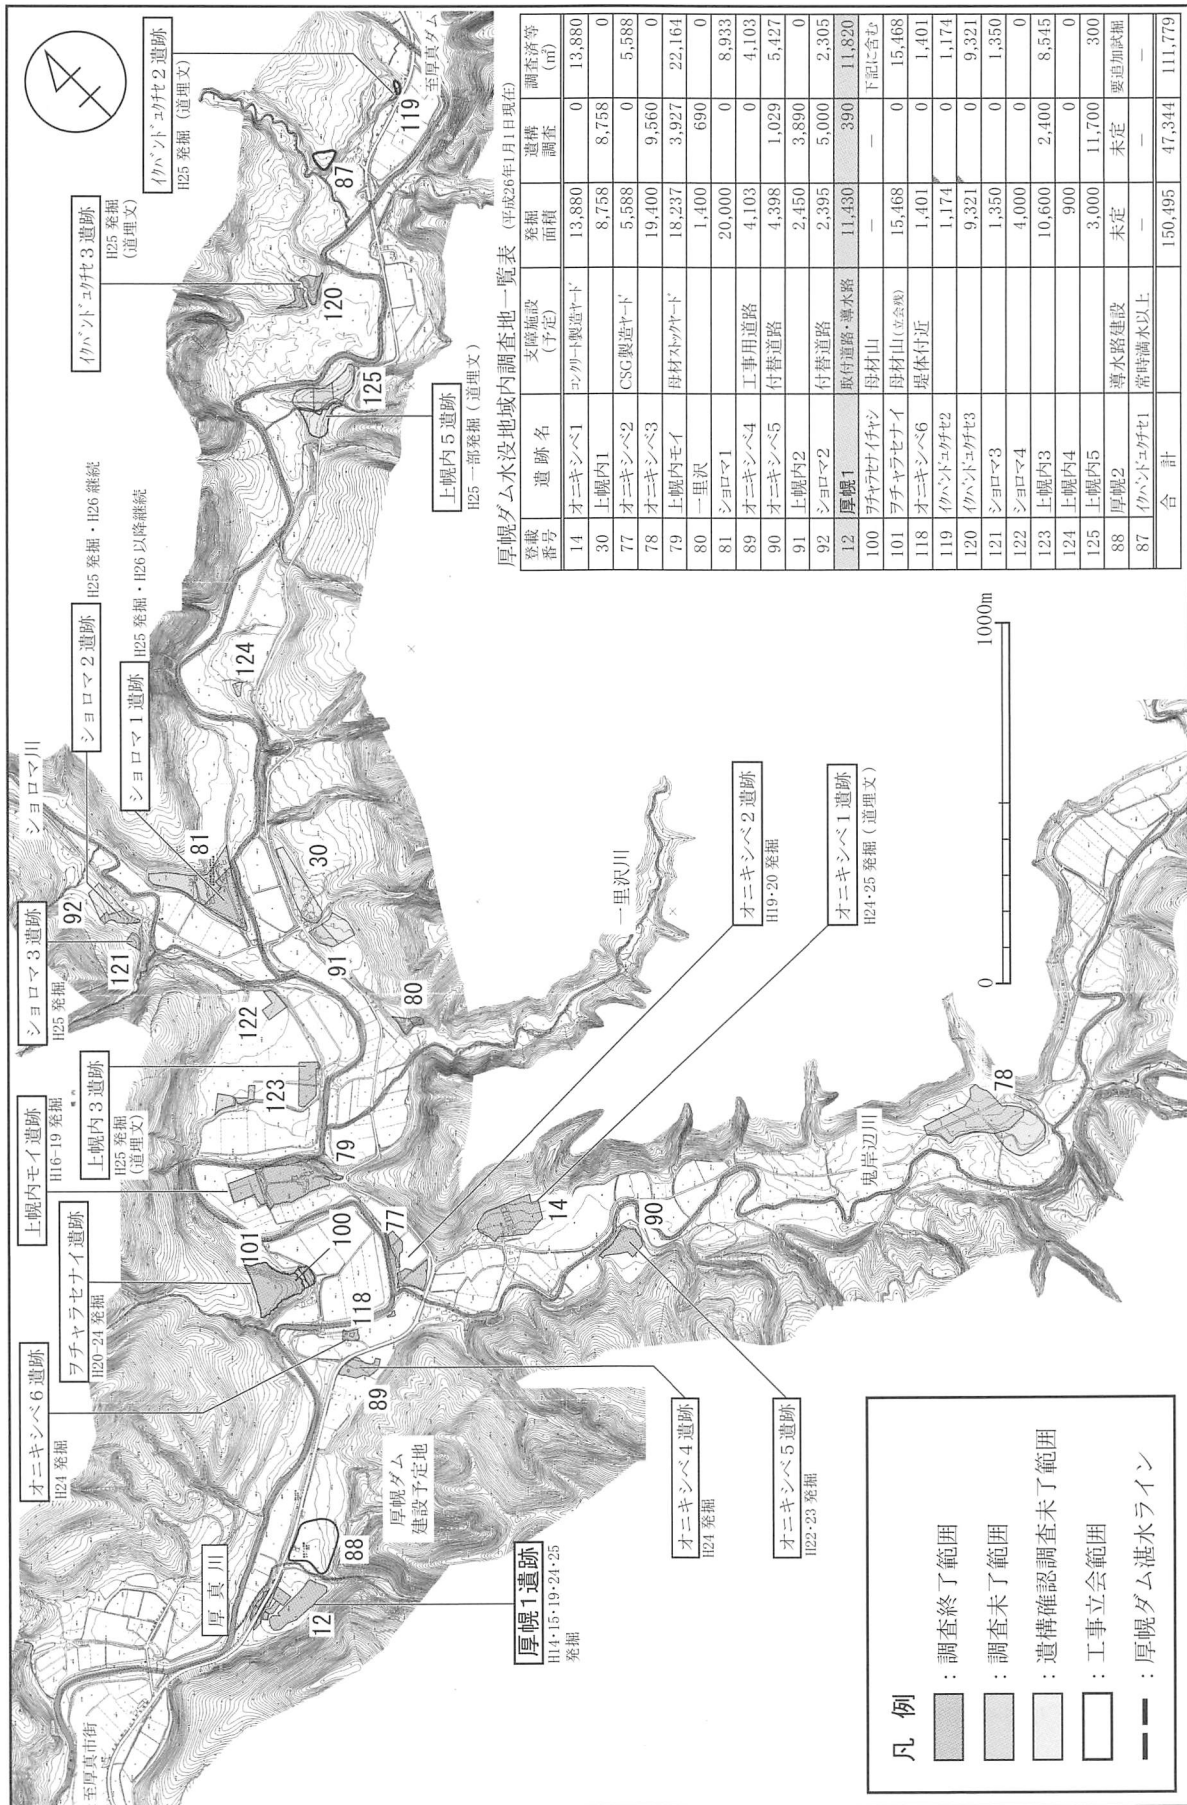 厚幌ダム水没地域内調査地一覧表 (平成26年1月1日現在)
登載番号 遺跡名 支障施設(予定) 発掘面積 遺構調査 調査済等(㎡)
14 オニキシベ1 コンクリート製造ヤード 13,880 0 13,880
30 上幌内1 8,758 8,758 0
77 オニキシベ2 CSG製造ヤード 5,588 0 5,588
78 オニキシベ3 19,400 9,560 0
79 上幌内モイ 母材ストックヤード 18,237 3,927 22,164
80 一里沢 1,400 690 0
81 ショロマ1 20,000 0 8,933
89 オニキシベ4 工事用道路 4,103 0 4,103
90 オニキシベ5 付替道路 4,398 1,029 5,427
91 上幌内2 2,450 3,890 0
92 ショロマ2 付替道路 2,395 5,000 2,305
12 厚幌1 取付道路・導水路 11,430 390 11,820
100 ヲチャラセナイチャシ 母材山 — — 下記に含む
101 ヲチャラセナイ 母材山(立会残) 15,468 0 15,468
118 オニキシベ6 堤体付近 1,401 0 1,401
119 イクバンドユクチセ2 1,174 0 1,174
120 イクバンドユクチセ3 9,321 0 9,321
121 ショロマ3 1,350 0 1,350
122 ショロマ4 4,000 0 0
123 上幌内3 10,600 2,400 8,545
124 上幌内4 900 0
125 上幌内5 3,000 11,700 300
88 厚幌2 導水路建設 未定 未定 要追加試掘
87 イクバンドユクチセ1 常時満水以上 — — —
合計 150,495 47,344 111,779
イクバンドユクチセ2遺跡
H25発掘(道埋文)
至厚真ダム
119
87
イクバンドユクチセ3遺跡
H25発掘
(道埋文)
120
上幌内5遺跡
H25一部発掘(道埋文)
125
124
ショロマ川
ショロマ2遺跡
H25発掘・H26継続
ショロマ1遺跡
H25発掘・H26以降継続
81
92
30
ショロマ3遺跡
H25発掘
121
91
122
80
一里沢川
上幌内3遺跡
H25発掘
(道埋文)
123
上幌内モイ遺跡
H16-19発掘
79
ヲチャラセナイ遺跡
H20-24発掘
101
100
77
オニキシベ2遺跡
H19・20発掘
オニキシベ1遺跡
H24・25発掘(道埋文)
14
オニキシベ6遺跡
H24発掘
118
89
オニキシベ4遺跡
H24発掘
90
オニキシベ5遺跡
H22・23発掘
鬼岸辺川
78
厚真川
厚幌ダム
建設予定地
88
12
厚幌1遺跡
H14・15・19・24・25
発掘
至厚真市街
0 1000m
凡例
:調査終了範囲
:調査未了範囲
:遺構確認調査未了範囲
:工事立会範囲
:厚幌ダム湛水ライン